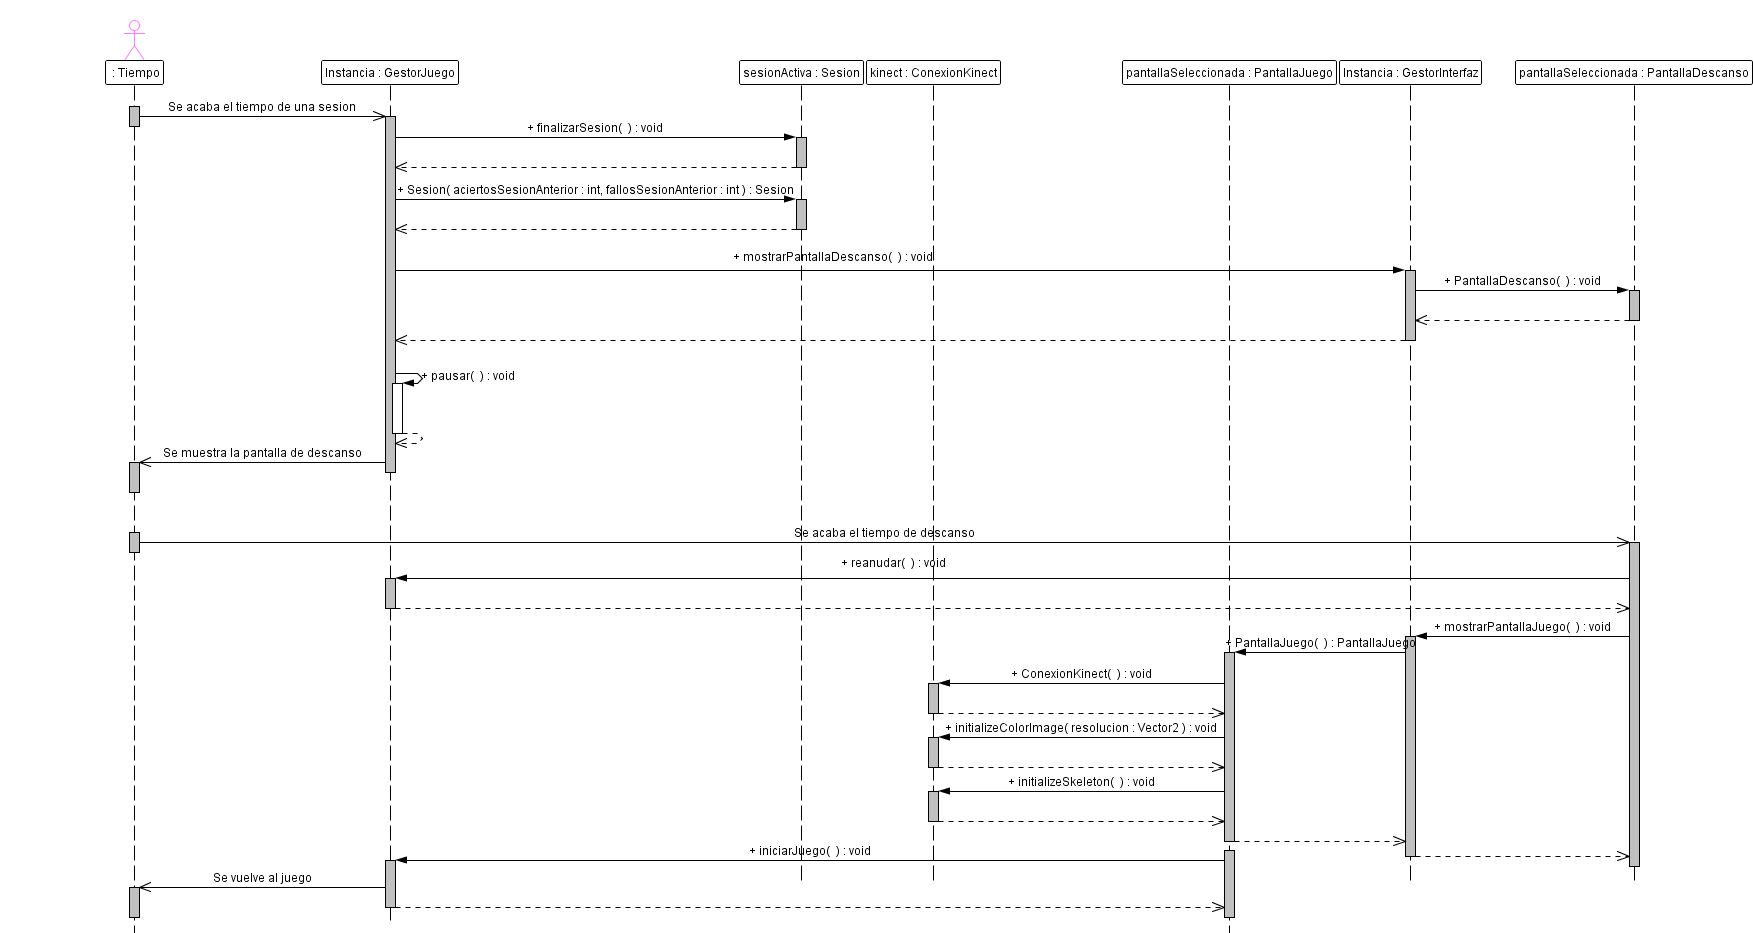 : Tiempo
Instancia : GestorJuego
sesionActiva : Sesion
kinect : ConexionKinect
pantallaSeleccionada : PantallaJuego
Instancia : GestorInterfaz
pantallaSeleccionada : PantallaDescanso
Se acaba el tiempo de una sesion
+ finalizarSesion( ) : void
+ Sesion( aciertosSesionAnterior : int, fallosSesionAnterior : int ) : Sesion
+ mostrarPantallaDescanso( ) : void
+ PantallaDescanso( ) : void
+ pausar( ) : void
Se muestra la pantalla de descanso
Se acaba el tiempo de descanso
+ reanudar( ) : void
+ mostrarPantallaJuego( ) : void
+ PantallaJuego( ) : PantallaJuego
+ ConexionKinect( ) : void
+ initializeColorImage( resolucion : Vector2 ) : void
+ initializeSkeleton( ) : void
+ iniciarJuego( ) : void
Se vuelve al juego